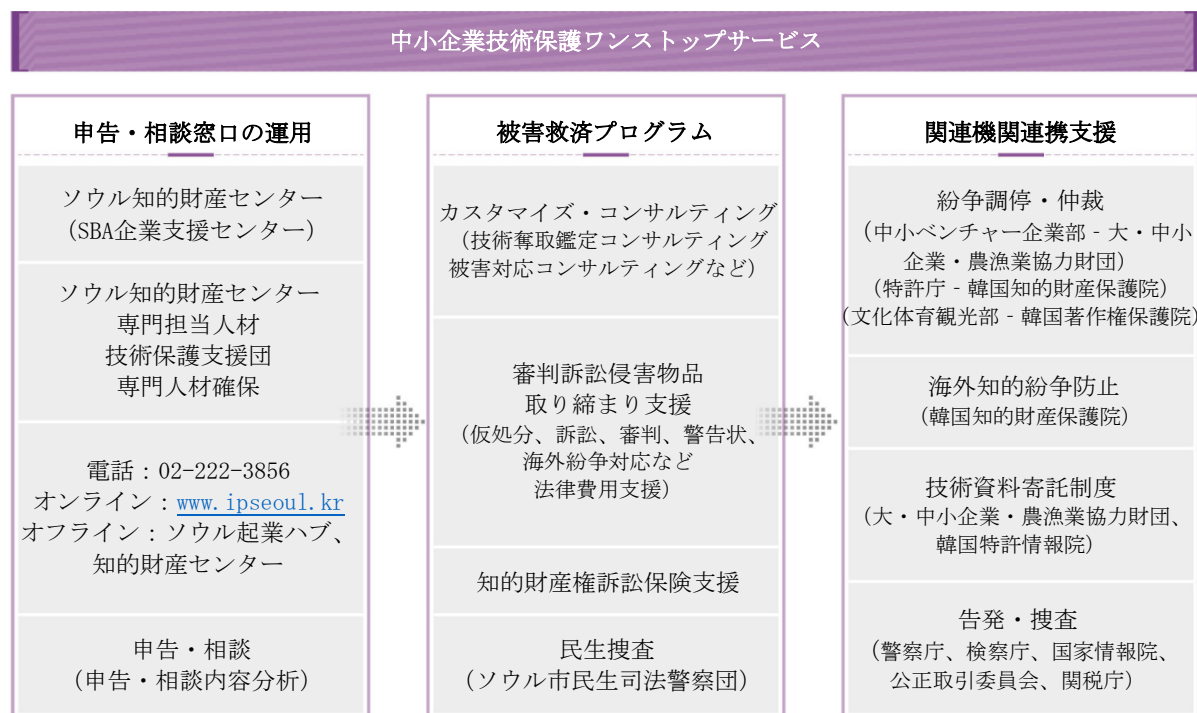 中小企業技術保護ワンストップサービス
申告・相談窓口の運用
ソウル知的財産センター
（SBA企業支援センター）
ソウル知的財産センター
専門担当人材
技術保護支援団
専門人材確保
電話：02-222-3856
オンライン：www.ipseoul.kr
オフライン：ソウル起業ハブ、
知的財産センター
申告・相談
（申告・相談内容分析）
被害救済プログラム
カスタマイズ・コンサルティング
（技術奪取鑑定コンサルティング
被害対応コンサルティングなど）
審判訴訟侵害物品
取り締まり支援
（仮処分、訴訟、審判、警告状、
海外紛争対応など
法律費用支援）
知的財産権訴訟保険支援
民生捜査
（ソウル市民生司法警察団）
関連機関連携支援
紛争調停・仲裁
（中小ベンチャー企業部‐大・中小
企業・農漁業協力財団）
（特許庁‐韓国知的財産保護院）
（文化体育観光部‐韓国著作権保護院）
海外知的紛争防止
（韓国知的財産保護院）
技術資料寄託制度
（大・中小企業・農漁業協力財団、
韓国特許情報院）
告発・捜査
（警察庁、検察庁、国家情報院、
公正取引委員会、関税庁）